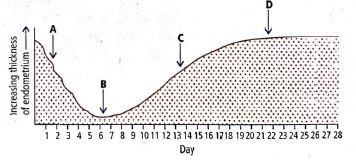 D
A
C
Increasing thickness
of endometrium
B
1 2 3 4 5 6 7 8 9 10 11 12 13 14 15 16 17 18 19 20 21 22 23 24 25 26 27 28
Day